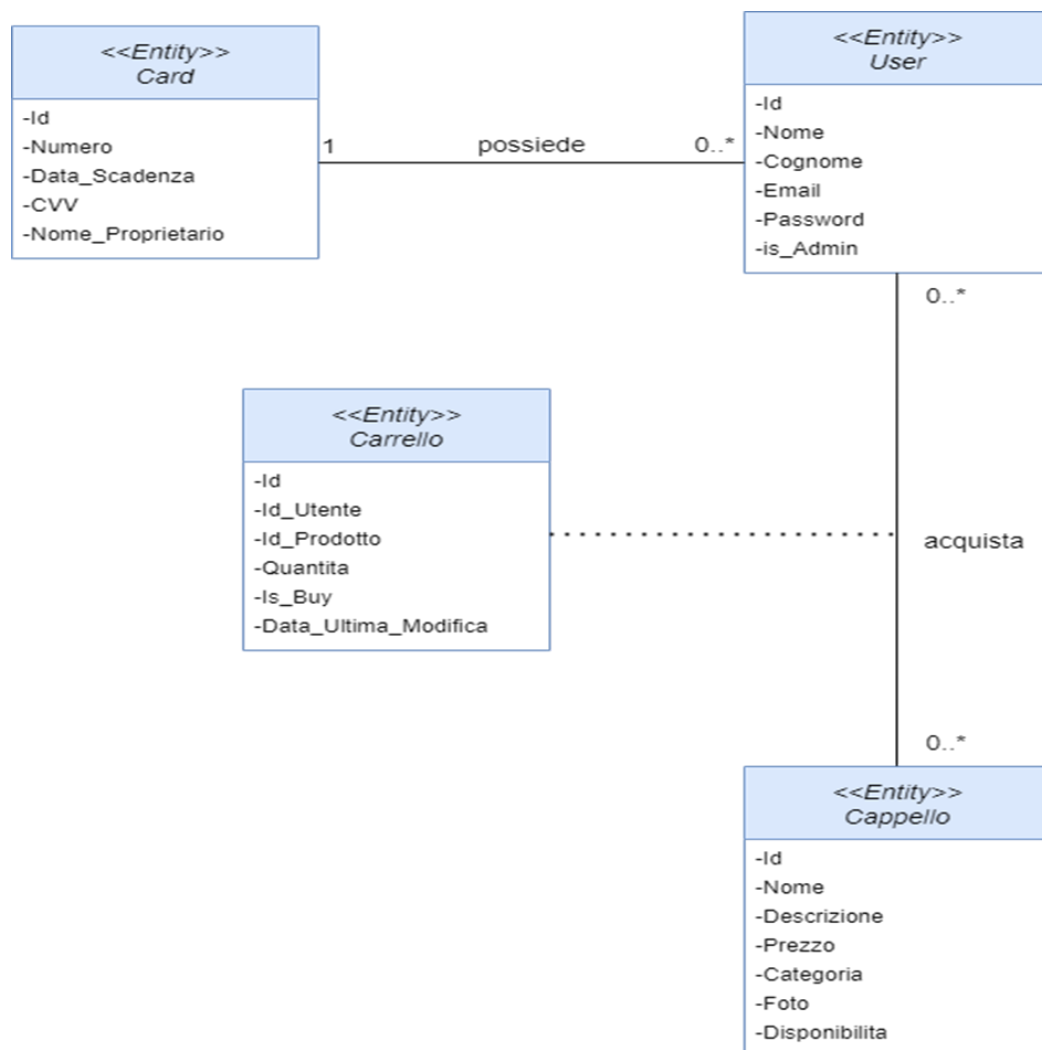 <<Entity>>
Card
-Id
-Numero
-Data_Scadenza
-CVV
-Nome_Proprietario
1
possiede
0..*
<<Entity>>
User
-Id
-Nome
-Cognome
-Email
-Password
-is_Admin
0..*
<<Entity>>
Carrello
-Id
-Id_Utente
-Id_Prodotto
-Quantita
-Is_Buy
-Data_Ultima_Modifica
acquista
0..*
<<Entity>>
Cappello
-Id
-Nome
-Descrizione
-Prezzo
-Categoria
-Foto
-Disponibilita